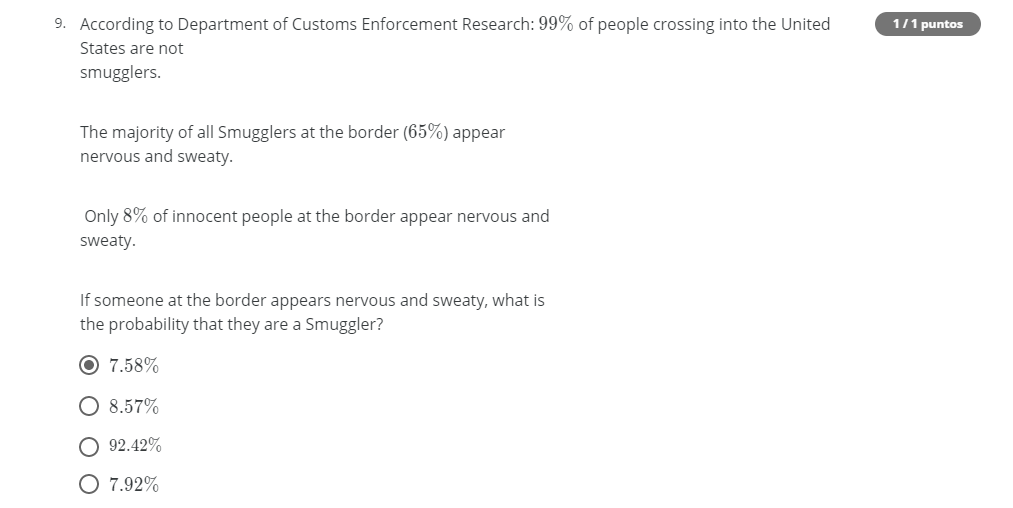 9. According to Department of Customs Enforcement Research: 99% of people crossing into the United
1 / 1 puntos
States are not
smugglers.
The majority of all Smugglers at the border (65%) appear
nervous and sweaty.
Only 8% of innocent people at the border appear nervous and
sweaty.
If someone at the border appears nervous and sweaty, what is
the probability that they are a Smuggler?
7.58%
8.57%
92.42%
7.92%